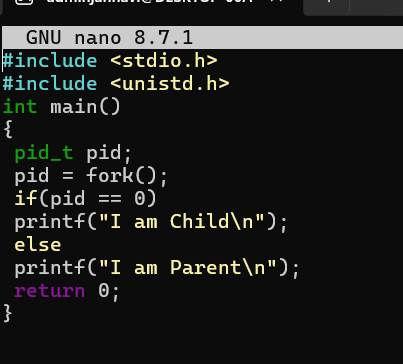 GNU nano 8.7.1
#include <stdio.h>
#include <unistd.h>
int main()
{
 pid_t pid;
 pid = fork();
 if(pid == 0)
 printf("I am Child\n");
 else
 printf("I am Parent\n");
 return 0;
}